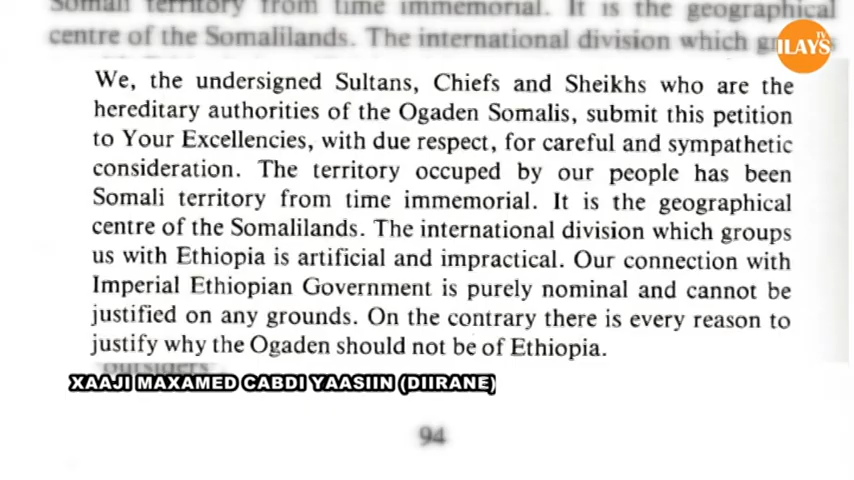 Somali territory from time immemorial. It is the geographical
centre of the Somalilands. The international division which
TV
ILAYS
We, the undersigned Sultans, Chiefs and Sheikhs who are the
hereditary authorities of the Ogaden Somalis, submit this petition
to Your Excellencies, with due respect, for careful and sympathetic
consideration. The territory occuped by our people has been
Somali territory from time immemorial. It is the geographical
centre of the Somalilands. The international division which groups
us with Ethiopia is artificial and impractical. Our connection with
Imperial Ethiopian Government is purely nominal and cannot be
justified on any grounds. On the contrary there is every reason to
justify why the Ogaden should not be of Ethiopia.
outsiders
XAAJI MAXAMED CABDI YAASIIN (DIIRANE)
94